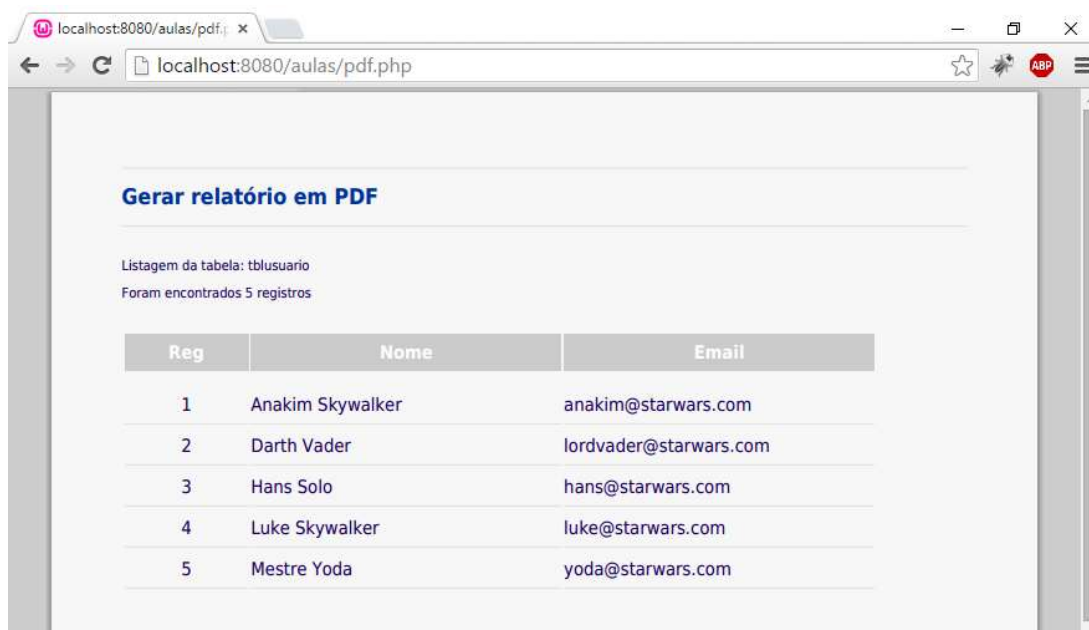 localhost:8080/aulas/pdf.p
localhost:8080/aulas/pdf.php
ABP
Gerar relatório em PDF
Listagem da tabela: tblusuario
Foram encontrados 5 registros
Reg Nome Email
1 Anakim Skywalker anakim@starwars.com
2 Darth Vader lordvader@starwars.com
3 Hans Solo hans@starwars.com
4 Luke Skywalker luke@starwars.com
5 Mestre Yoda yoda@starwars.com